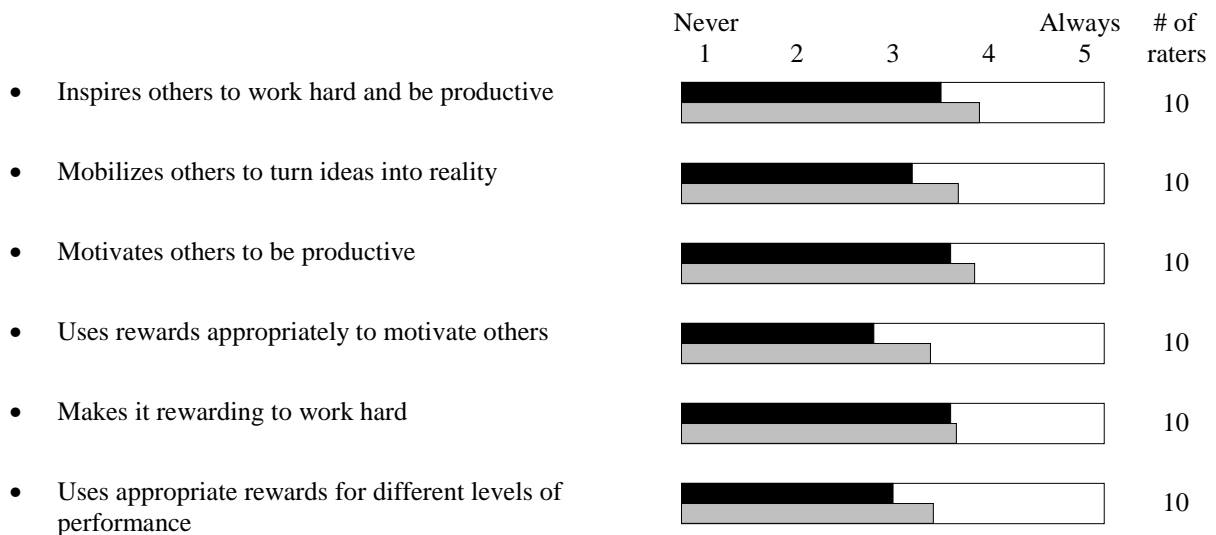 Never Always # of
1 2 3 4 5 raters
• Inspires others to work hard and be productive 10
• Mobilizes others to turn ideas into reality 10
• Motivates others to be productive 10
• Uses rewards appropriately to motivate others 10
• Makes it rewarding to work hard 10
• Uses appropriate rewards for different levels of 10
performance